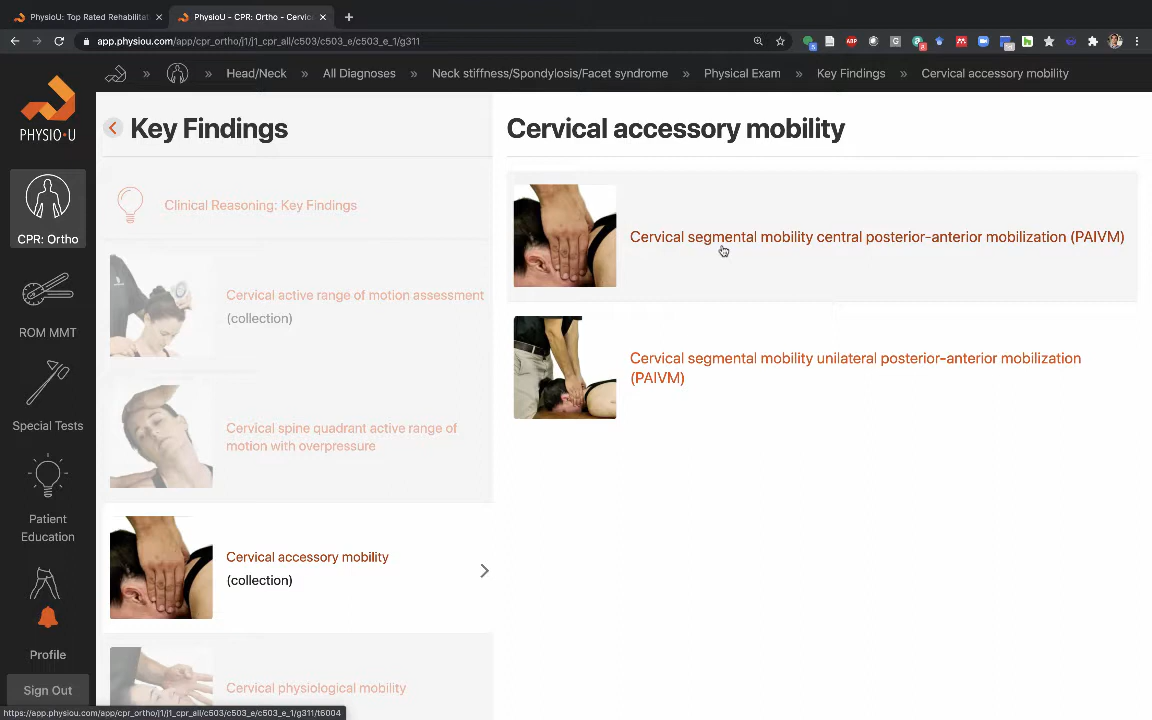 PhysioU: Top Rated Rehabilitat
PhysioU - CPR: Ortho - Cervic
app.physiou.com/app/cpr_ortho/j1/j1_cpr_all/c503/c503_e/c503_e_1/g311
» » Head/Neck » All Diagnoses » Neck stiffness/Spondylosis/Facet syndrome » Physical Exam » Key Findings » Cervical accessory mobility
PHYSIO·U
CPR: Ortho
ROM MMT
Special Tests
Patient
Education
Profile
Sign Out
Key Findings
Clinical Reasoning: Key Findings
Cervical active range of motion assessment
(collection)
Cervical spine quadrant active range of
motion with overpressure
Cervical accessory mobility
(collection)
Cervical physiological mobility
Cervical accessory mobility
Cervical segmental mobility central posterior-anterior mobilization (PAIVM)
Cervical segmental mobility unilateral posterior-anterior mobilization
(PAIVM)
https://app.physiou.com/app/cpr_ortho/j1/j1_cpr_all/c503/c503_e/c503_e_1/g311/t6004